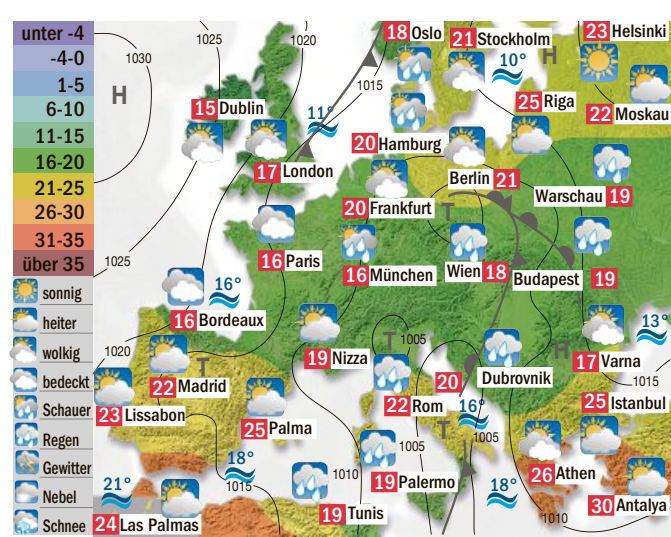 unter -4
-4-0
1-5
6-10
11-15
16-20
21-25
26-30
31-35
über 35
sonnig
heiter
wolkig
bedeckt
Schauer
Regen
Gewitter
Nebel
Schnee
1030
1025
1020
1015
H
18 Oslo
21 Stockholm
23 Helsinki
10°
H
22 Moskau
15 Dublin
11°
25 Riga
20 Hamburg
17 London
Berlin 21
Warschau 19
20 Frankfurt
T
16 Paris
16 München
Wien 18
Budapest 19
1025
16°
16 Bordeaux
13°
1020
T
1005
H
17 Varna
19 Nizza
Dubrovnik
20
1015
22 Madrid
T
23 Lissabon
25 Palma
22 Rom
16°
25 Istanbul
T
1005
1005
18°
1015
1010
19 Palermo
26 Athen
21°
18°
30 Antalya
24 Las Palmas
19 Tunis
1010